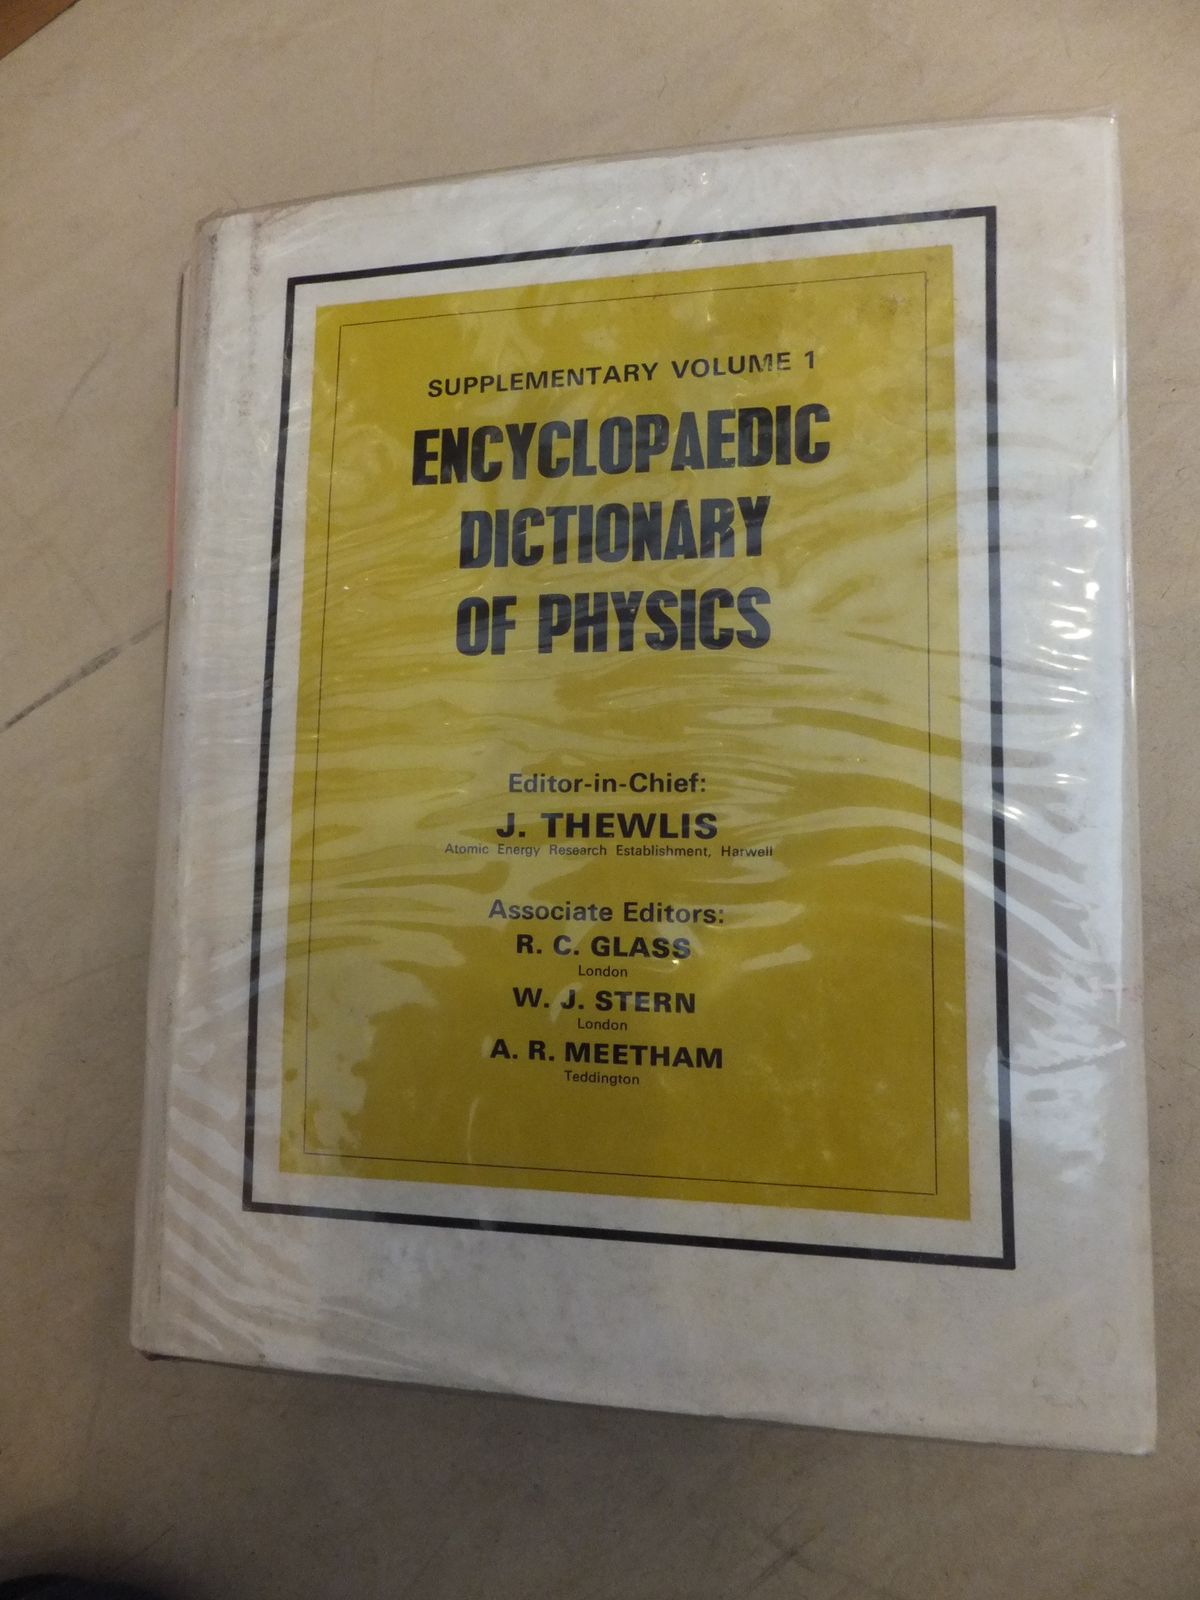 SUPPLEMENTARY VOLUME 1
ENCYCLOPAEDIC
DICTIONARY
OF PHYSICS
Editor-in-Chief:
J. THEWLIS
Atomic Energy Research Establishment, Harwell
Associate Editors:
R. C. GLASS
London
W. J. STERN
London
A. R. MEETHAM
Teddington